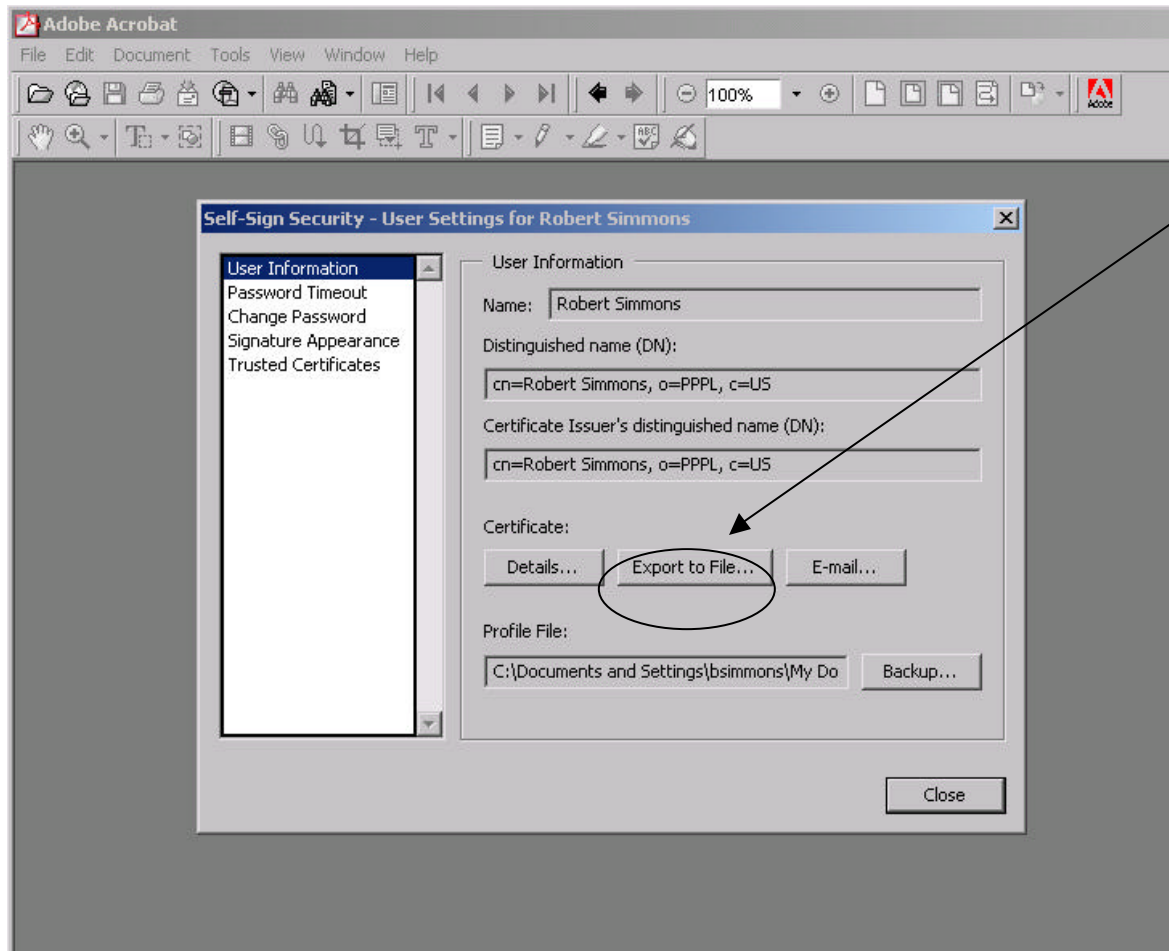 Adobe Acrobat
File Edit Document Tools View Window Help
100%
Adobe
ABC
Self-Sign Security - User Settings for Robert Simmons
User Information
Password Timeout
Change Password
Signature Appearance
Trusted Certificates
User Information
Name: Robert Simmons
Distinguished name (DN):
cn=Robert Simmons, o=PPPL, c=US
Certificate Issuer's distinguished name (DN):
cn=Robert Simmons, o=PPPL, c=US
Certificate:
Details... Export to File... E-mail...
Profile File:
C:\Documents and Settings\bsimmons\My Do Backup...
Close